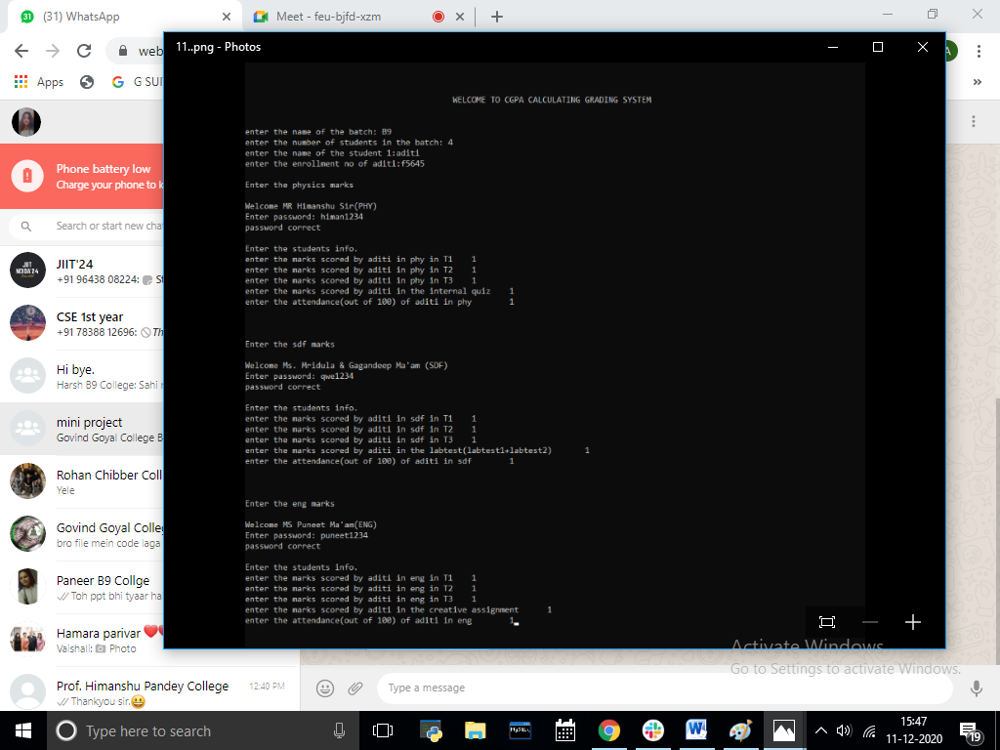 (31) WhatsApp
Meet - feu-bjfd-xzm
web
Apps
G SUI
11..png - Photos
WELCOME TO CGPA CALCULATING GRADING SYSTEM
enter the name of the batch: B9
enter the number of students in the batch: 4
enter the name of the student 1:aditi
enter the enrollment no of aditi:f5645
Enter the physics marks
Welcome MR Himanshu Sir(PHY)
Enter password: himan1234
password correct
Enter the students info.
enter the marks scored by aditi in phy in T1 1
enter the marks scored by aditi in phy in T2 1
enter the marks scored by aditi in phy in T3 1
enter the marks scored by aditi in the internal quiz 1
enter the attendance(out of 100) of aditi in phy 1
Enter the sdf marks
Welcome Ms. Mridula & Gagandeep Ma'am (SDF)
Enter password: qwe1234
password correct
Enter the students info.
enter the marks scored by aditi in sdf in T1 1
enter the marks scored by aditi in sdf in T2 1
enter the marks scored by aditi in sdf in T3 1
enter the marks scored by aditi in the labtest(labtest1+labtest2) 1
enter the attendance(out of 100) of aditi in sdf 1
Enter the eng marks
Welcome MS Puneet Ma'am(ENG)
Enter password: puneet1234
password correct
Enter the students info.
enter the marks scored by aditi in eng in T1 1
enter the marks scored by aditi in eng in T2 1
enter the marks scored by aditi in eng in T3 1
enter the marks scored by aditi in the creative assignment 1
enter the attendance(out of 100) of aditi in eng 1
Phone battery low
Charge your phone to k
Search or start new cha
JIIT'24
+91 96438 08224: St
CSE 1st year
+91 78388 12696: Th
Hi bye.
Harsh B9 College: Sahi
mini project
Govind Goyal College B
Rohan Chibber Coll
Yele
Govind Goyal Colleg
bro file mein code laga
Paneer B9 Collge
Toh ppt bhi tyaar ha
Hamara parivar ❤️
Vaishali: Photo
Prof. Himanshu Pandey College 12:40 PM
Thankyou sir.😃
Type a message
Activate Windows
Go to Settings to activate Windows.
Type here to search
15:47
11-12-2020
19